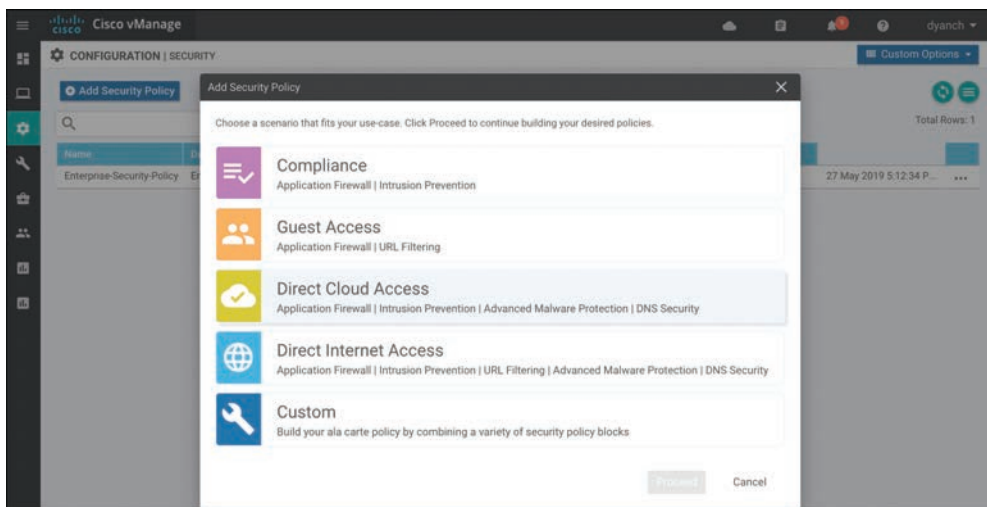 cisco Cisco vManage dyanch
CONFIGURATION | SECURITY Custom Options
Add Security Policy
Add Security Policy
Choose a scenario that fits your use-case. Click Proceed to continue building your desired policies.
Total Rows: 1
Name
Enterprise-Security-Policy 27 May 2019 5:12:34 P...
Compliance
Application Firewall | Intrusion Prevention
Guest Access
Application Firewall | URL Filtering
Direct Cloud Access
Application Firewall | Intrusion Prevention | Advanced Malware Protection | DNS Security
Direct Internet Access
Application Firewall | Intrusion Prevention | URL Filtering | Advanced Malware Protection | DNS Security
Custom
Build your ala carte policy by combining a variety of security policy blocks
Proceed Cancel